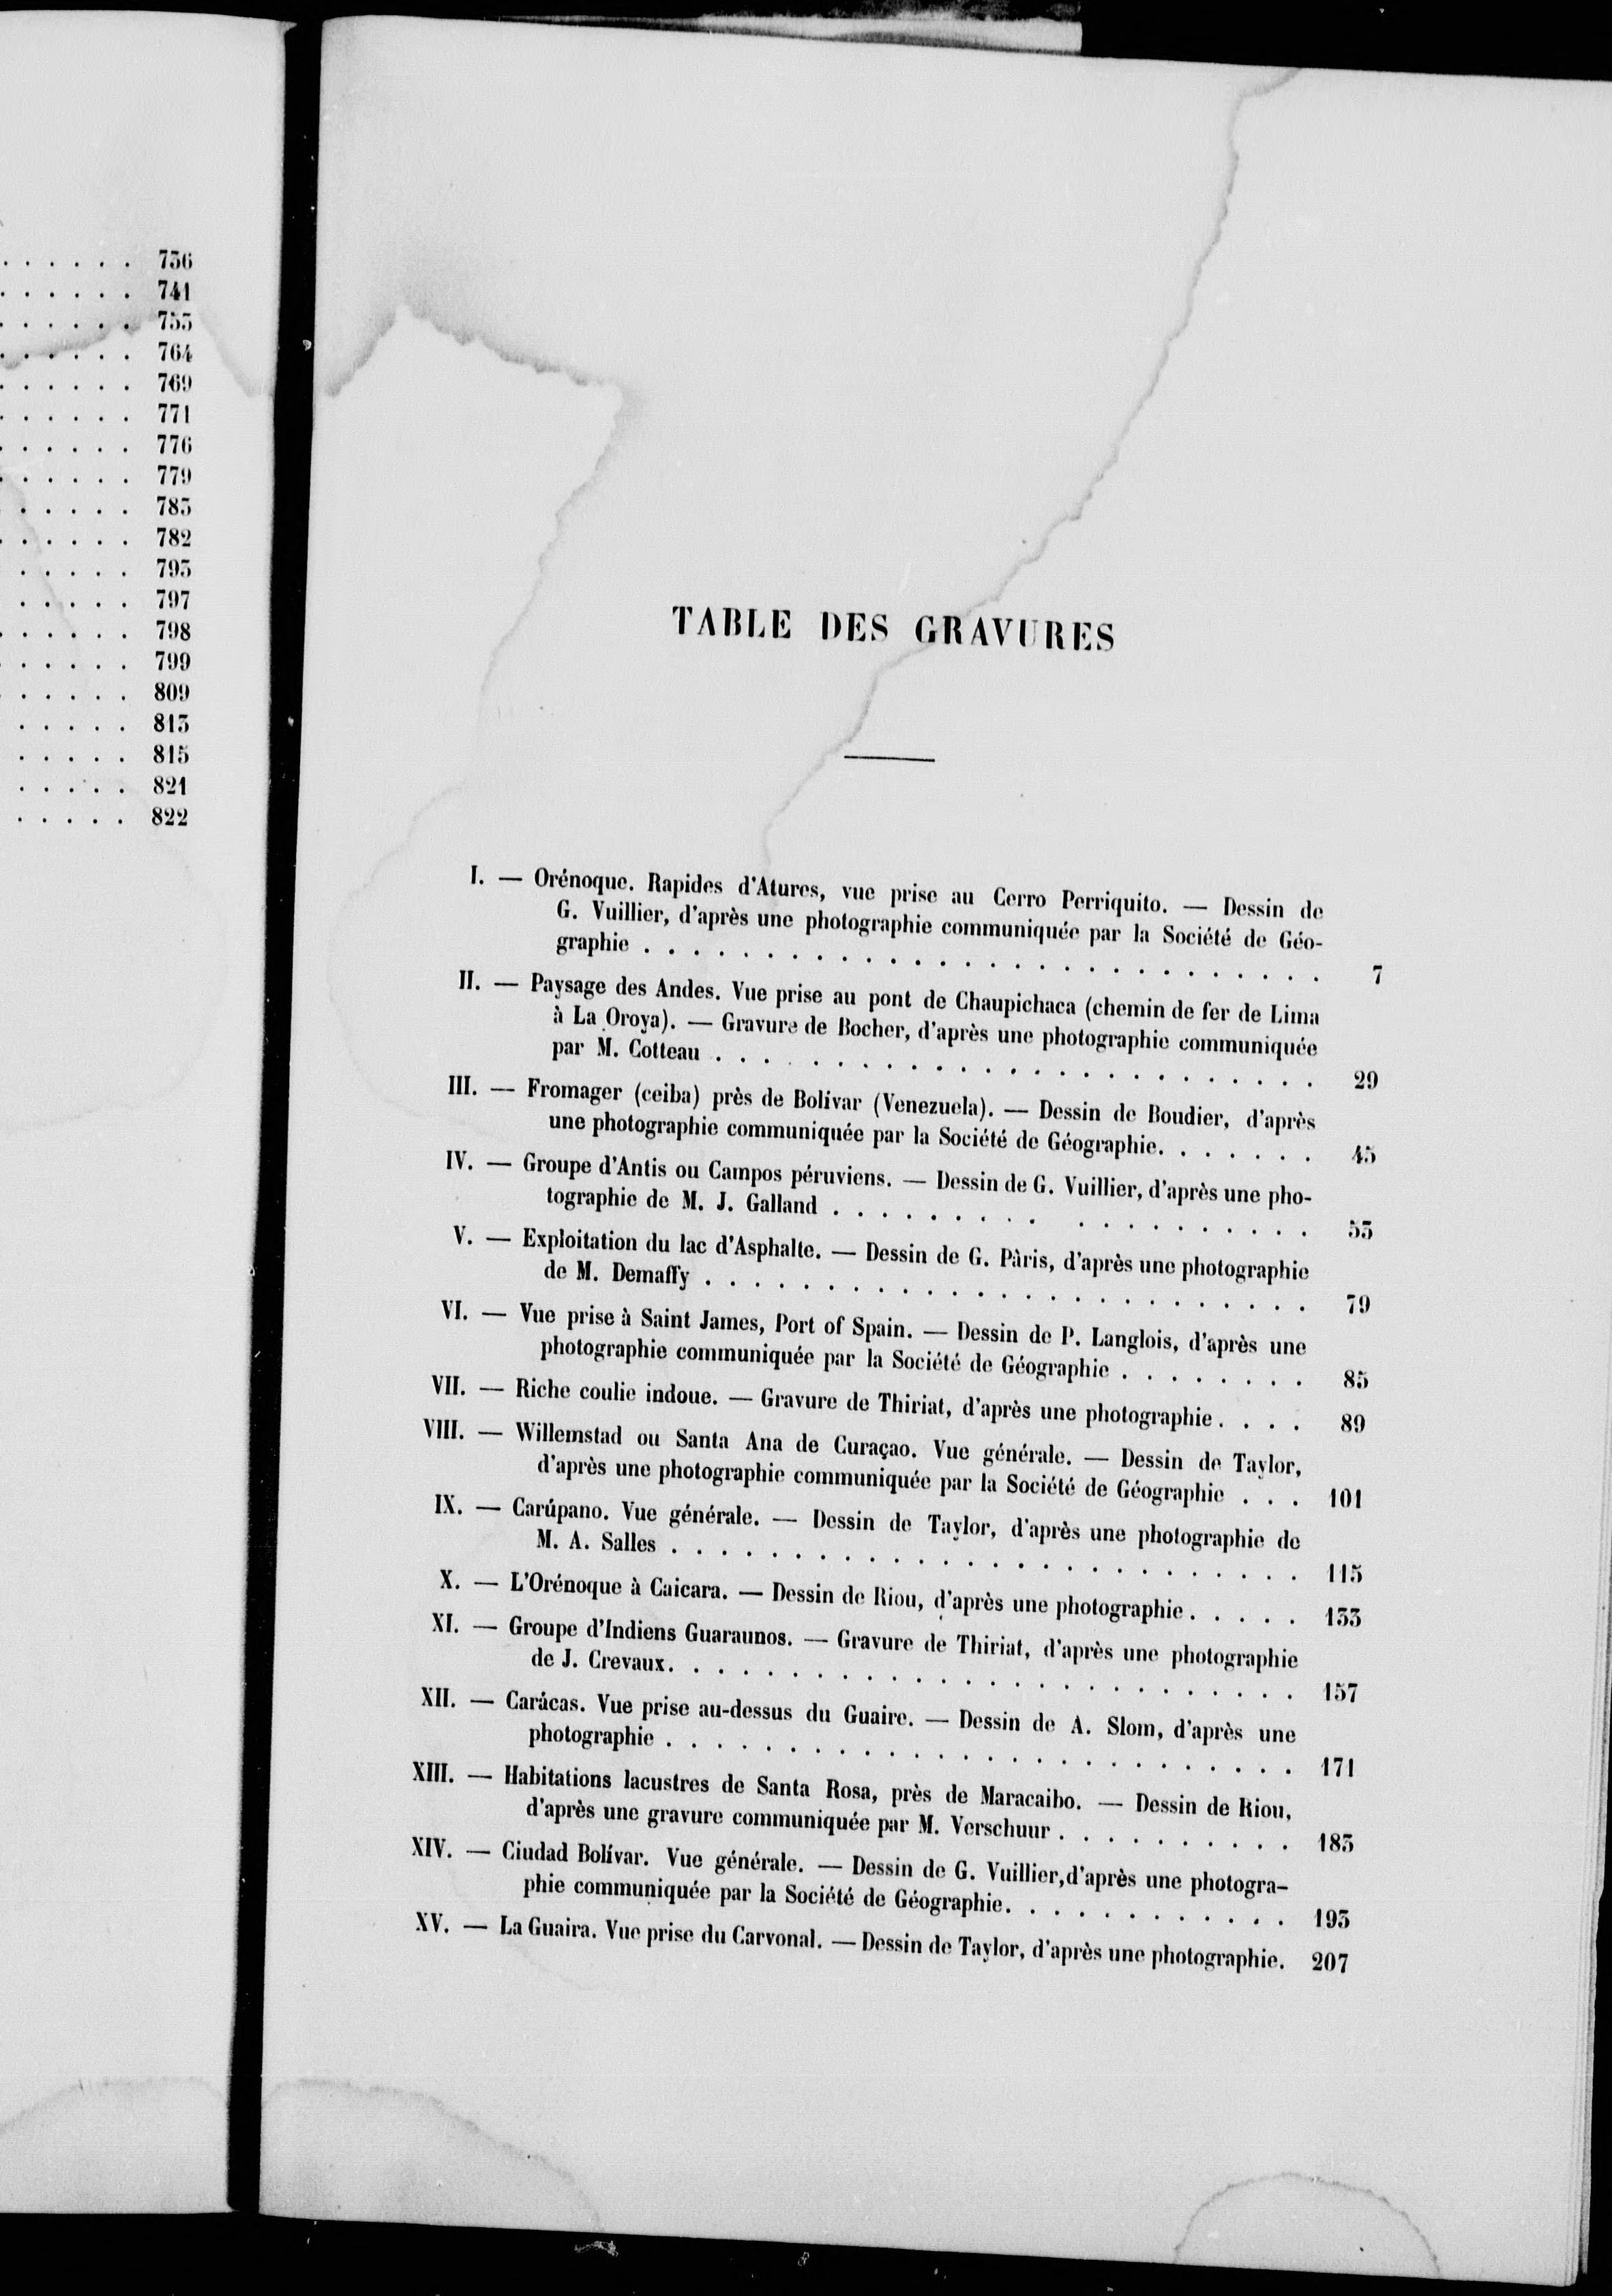 . . . . . . 736
. . . . . . 741
. . . . . . 753
. . . . . . 764
. . . . . . 769
. . . . . . 771
. . . . . . 776
. . . . . . 779
. . . . . 783
. . . . . . 782
. . . . . 793
. . . . . 797
. . . . . . 798
. . . . . . 799
. . . . . . 809
. . . . . 813
. . . . . 815
. . . . . 821
. . . . . 822
TABLE DES GRAVURES
I. — Orénoque. Rapides d'Atures, vue prise au Cerro Perriquito. — Dessin de
G. Vuillier, d'après une photographie communiquée par la Société de Géo-
graphie . . . . . . . . . . . . . . . . . . . . . . . . . . . . 7
II. — Paysage des Andes. Vue prise au pont de Chaupichaca (chemin de fer de Lima
à La Oroya). — Gravure de Bocher, d'après une photographie communiquée
par M. Cotteau . . . . . . . . . . . . . . . . . . . . . . . . 29
III. — Fromager (ceiba) près de Bolívar (Venezuela). — Dessin de Boudier, d'après
une photographie communiquée par la Société de Géographie. . . . . . . 45
IV. — Groupe d'Antis ou Campos péruviens. — Dessin de G. Vuillier, d'après une pho-
tographie de M. J. Galland . . . . . . . . . . . . . . . . . . . 53
V. — Exploitation du lac d'Asphalte. — Dessin de G. Pàris, d'après une photographie
de M. Demaffy . . . . . . . . . . . . . . . . . . . . . . . . . 79
VI. — Vue prise à Saint James, Port of Spain. — Dessin de P. Langlois, d'après une
photographie communiquée par la Société de Géographie . . . . . . . . 85
VII. — Riche coulie indoue. — Gravure de Thiriat, d'après une photographie. . . . 89
VIII. — Willemstad ou Santa Ana de Curaçao. Vue générale. — Dessin de Taylor,
d'après une photographie communiquée par la Société de Géographie . . . 101
IX. — Carúpano. Vue générale. — Dessin de Taylor, d'après une photographie de
M. A. Salles . . . . . . . . . . . . . . . . . . . . . . . . . . 115
X. — L'Orénoque à Caicara. — Dessin de Riou, d'après une photographie. . . . . 133
XI. — Groupe d'Indiens Guaraunos. — Gravure de Thiriat, d'après une photographie
de J. Crevaux. . . . . . . . . . . . . . . . . . . . . . . . . . 157
XII. — Carácas. Vue prise au-dessus du Guaire. — Dessin de A. Slom, d'après une
photographie . . . . . . . . . . . . . . . . . . . . . . . . . . 171
XIII. — Habitations lacustres de Santa Rosa, près de Maracaibo. — Dessin de Riou,
d'après une gravure communiquée par M. Verschuur . . . . . . . . . . 183
XIV. — Ciudad Bolívar. Vue générale. — Dessin de G. Vuillier, d'après une photogra-
phie communiquée par la Société de Géographie. . . . . . . . . . . . 193
XV. — La Guaira. Vue prise du Carvonal. — Dessin de Taylor, d'après une photographie. 207